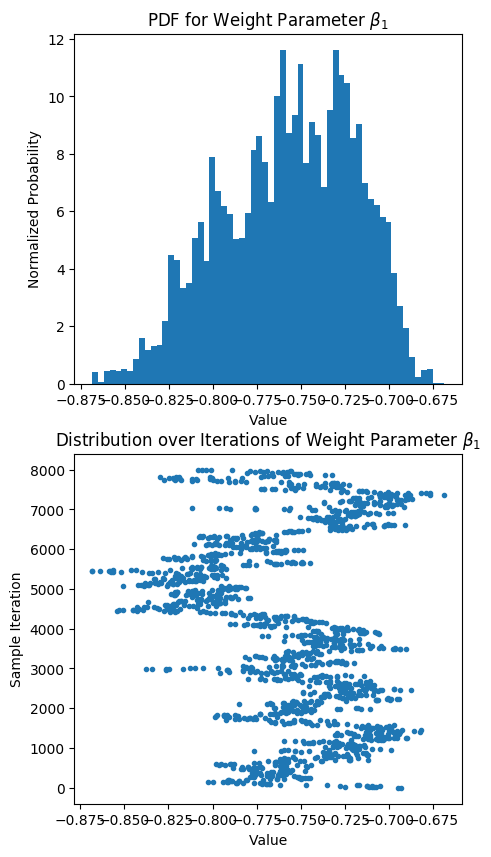 PDF for Weight Parameter β₁
12
10
8
6
4
2
0
Normalized Probability
−0.875 −0.850 −0.825 −0.800 −0.775 −0.750 −0.725 −0.700 −0.675
Value
Distribution over Iterations of Weight Parameter β₁
8000
7000
6000
5000
4000
3000
2000
1000
0
Sample Iteration
−0.875 −0.850 −0.825 −0.800 −0.775 −0.750 −0.725 −0.700 −0.675
Value